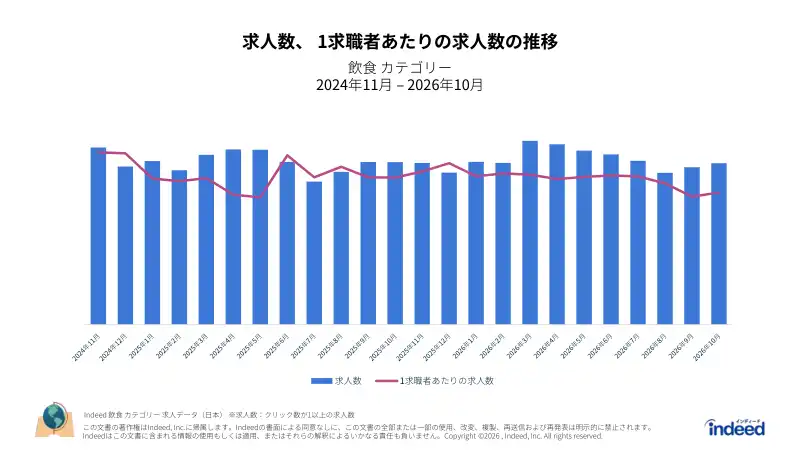 求人数、 1求職者あたりの求人数の推移
飲食 カテゴリー
2024年11月 – 2026年10月
2024年11月
2024年12月
2025年1月
2025年2月
2025年3月
2025年4月
2025年5月
2025年6月
2025年7月
2025年8月
2025年9月
2025年10月
2025年11月
2025年12月
2026年1月
2026年2月
2026年3月
2026年4月
2026年5月
2026年6月
2026年7月
2026年8月
2026年9月
2026年10月
求人数
1求職者あたりの求人数
Indeed 飲食 カテゴリー 求人データ（日本） ※求人数：クリック数が1以上の求人数
この文書の著作権はIndeed, Inc.に帰属します。Indeedの書面による同意なしに、この文書の全部または一部の使用、改変、複製、再送信および再発表は明示的に禁止されます。
Indeedはこの文書に含まれる情報の使用もしくは適用、またはそれらの解釈によるいかなる責任も負いません。Copyright ©2026 , Indeed, Inc. All rights reserved.
インディード
indeed